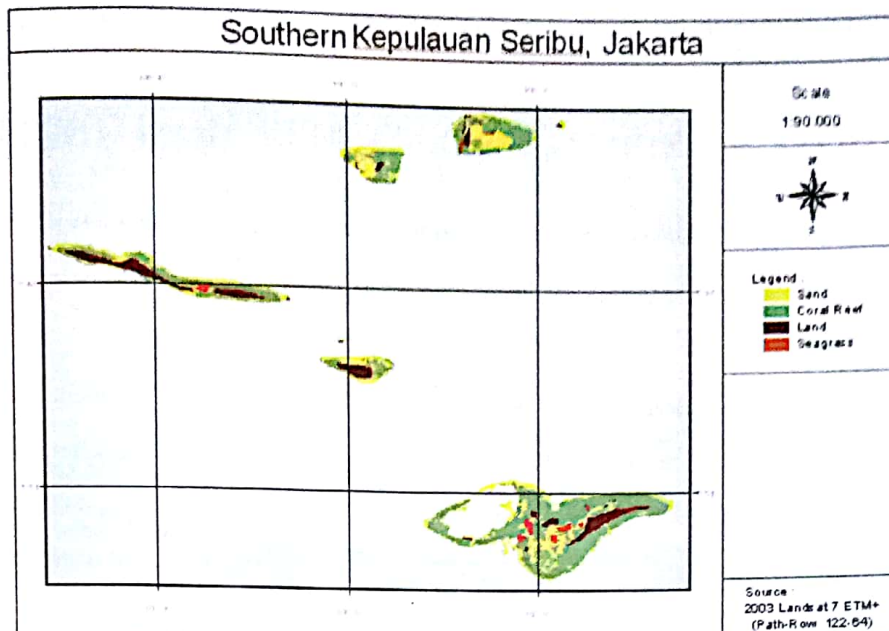 Southern Kepulauan Seribu, Jakarta
Scale
1:90.000
N
S
Legend :
Sand
Coral Reef
Land
Seagrass
Source :
2003 Landsat 7 ETM+
(Path-Row 122-64)